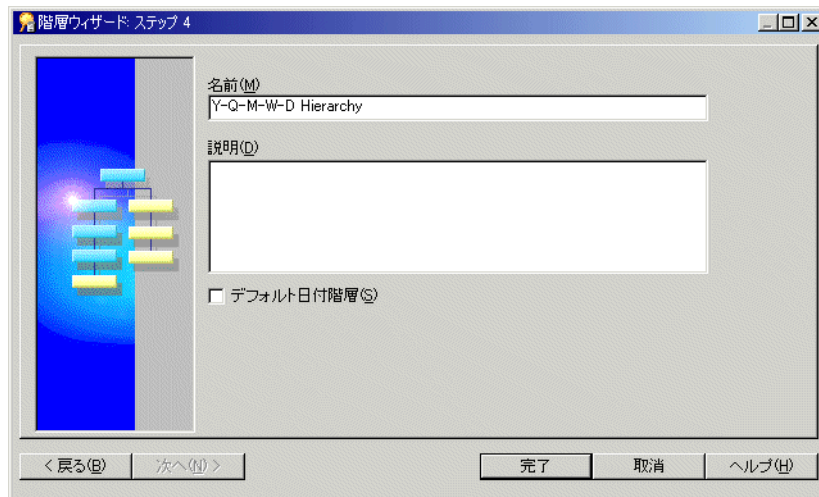 階層ウィザード: ステップ 4
名前(M)
Y-Q-M-W-D Hierarchy
説明(D)
デフォルト日付階層(S)
< 戻る(B) 次へ(N) > 完了 取消 ヘルプ(H)